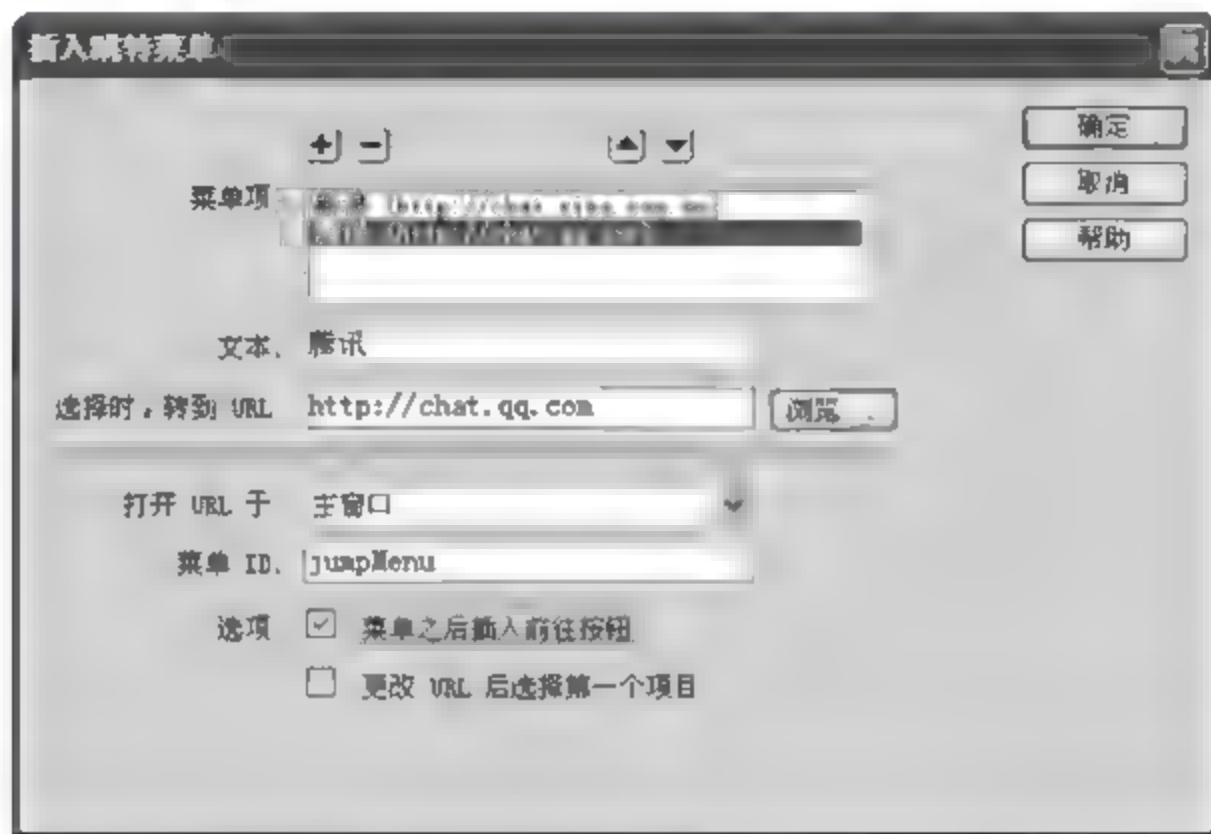 插入跳转菜单
确定
取消
帮助
菜单项
文本.
腾讯
选择时，转到 URL
http://chat.qq.com
浏览
打开 URL 于
主窗口
菜单 ID.
jumpMenu
选项
菜单之后插入前往按钮
更改 URL 后选择第一个项目